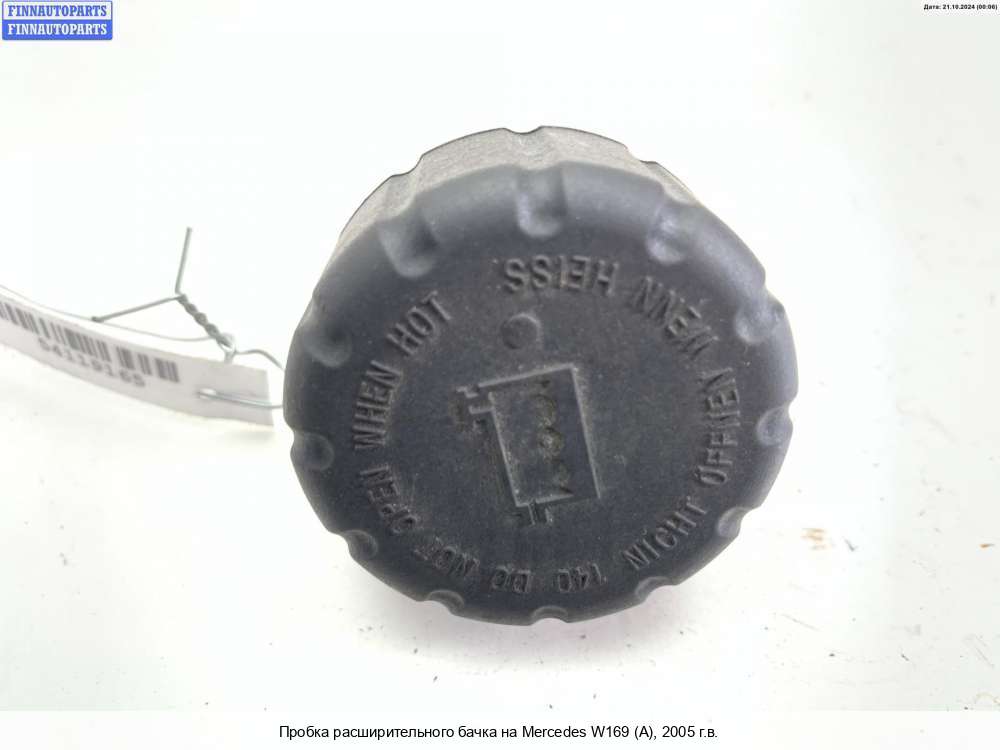 FINNAUTOPARTS
FINNAUTOPARTS
Дата: 21.10.2024 (00:06)
DO NOT OPEN WHEN HOT
140 NICHT ÖFFNEN WENN HEISS
54119165
Пробка расширительного бачка на Mercedes W169 (A), 2005 г.в.